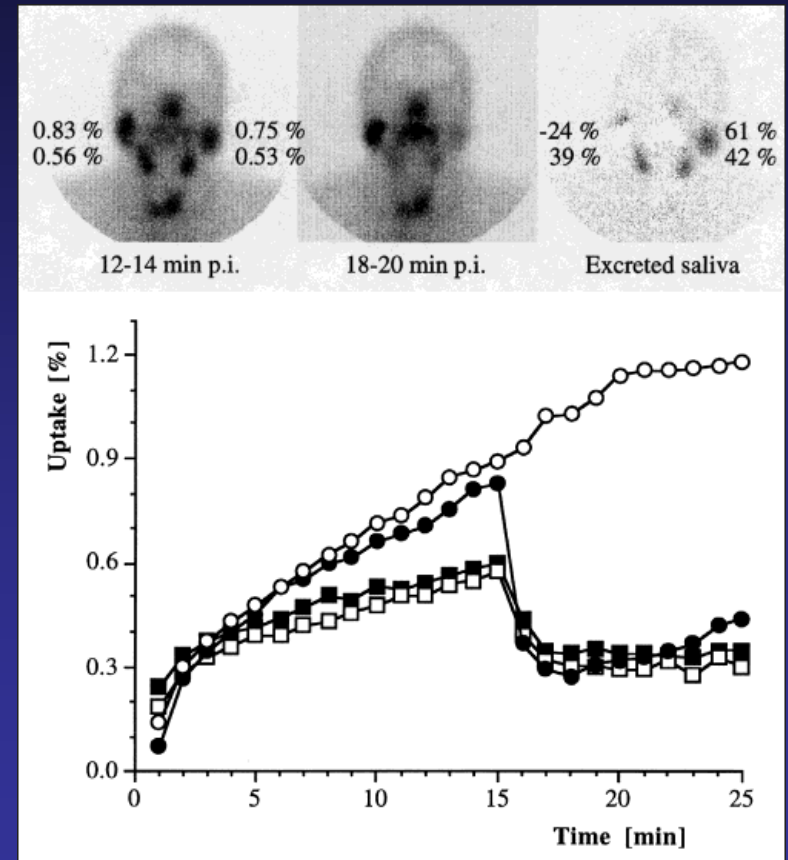 0.83 % 0.75 % -24 % 61 %
0.56 % 0.53 % 39 % 42 %
12-14 min p.i. 18-20 min p.i. Excreted saliva
Uptake [%]
1.2
0.9
0.6
0.3
0.0
0 5 10 15 20 25
Time [min]